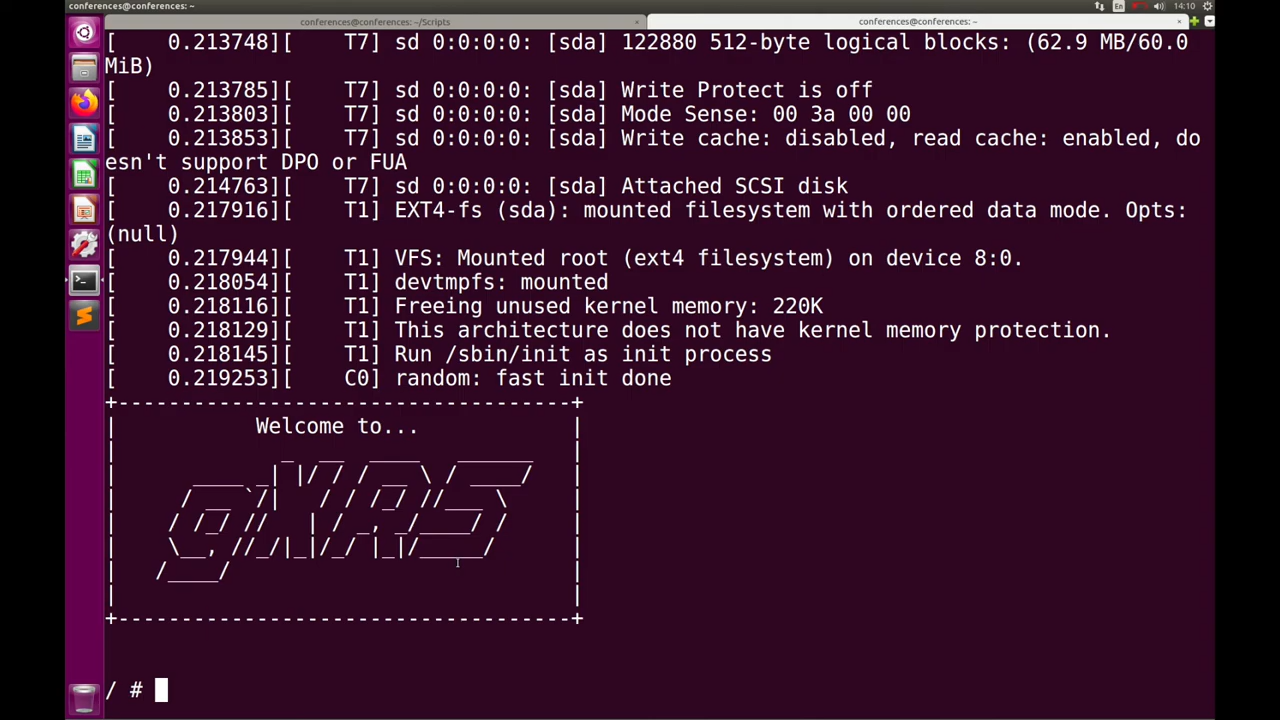 conferences@conferences: ~
En
14:10
conferences@conferences: ~/Scripts × conferences@conferences: ~ ×
[    0.213748][    T7] sd 0:0:0:0: [sda] 122880 512-byte logical blocks: (62.9 MB/60.0
MiB)
[    0.213785][    T7] sd 0:0:0:0: [sda] Write Protect is off
[    0.213803][    T7] sd 0:0:0:0: [sda] Mode Sense: 00 3a 00 00
[    0.213853][    T7] sd 0:0:0:0: [sda] Write cache: disabled, read cache: enabled, do
esn't support DPO or FUA
[    0.214763][    T7] sd 0:0:0:0: [sda] Attached SCSI disk
[    0.217916][    T1] EXT4-fs (sda): mounted filesystem with ordered data mode. Opts:
(null)
[    0.217944][    T1] VFS: Mounted root (ext4 filesystem) on device 8:0.
[    0.218054][    T1] devtmpfs: mounted
[    0.218116][    T1] Freeing unused kernel memory: 220K
[    0.218129][    T1] This architecture does not have kernel memory protection.
[    0.218145][    T1] Run /sbin/init as init process
[    0.219253][    C0] random: fast init done
Welcome to...
gXR5
/ #